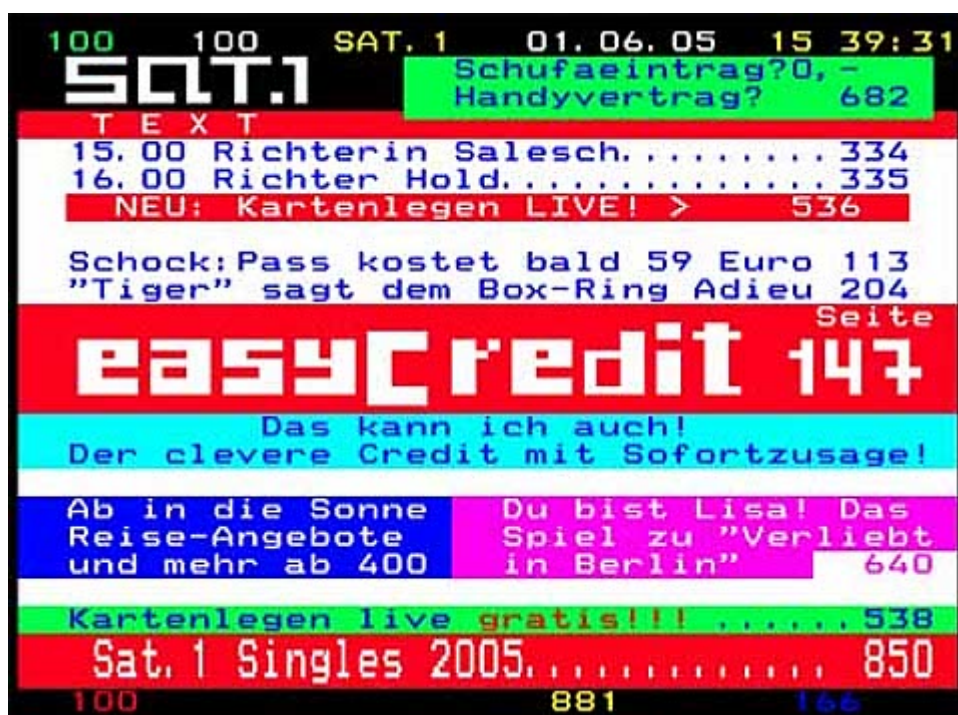 100 100 SAT.1 01.06.05 15 39:31
SAT.1
Schufaeintrag?0,-
Handyvertrag? 682
TEXT
15.00 Richterin Salesch.........334
16.00 Richter Hold..............335
NEU: Kartenlegen LIVE! > 536
Schock:Pass kostet bald 59 Euro 113
"Tiger" sagt dem Box-Ring Adieu 204
Seite
easyCredit 147
Das kann ich auch!
Der clevere Credit mit Sofortzusage!
Ab in die Sonne
Reise-Angebote
und mehr ab 400
Du bist Lisa! Das
Spiel zu "Verliebt
in Berlin" 640
Kartenlegen live gratis!!! ......538
Sat.1 Singles 2005............. 850
100 881 166